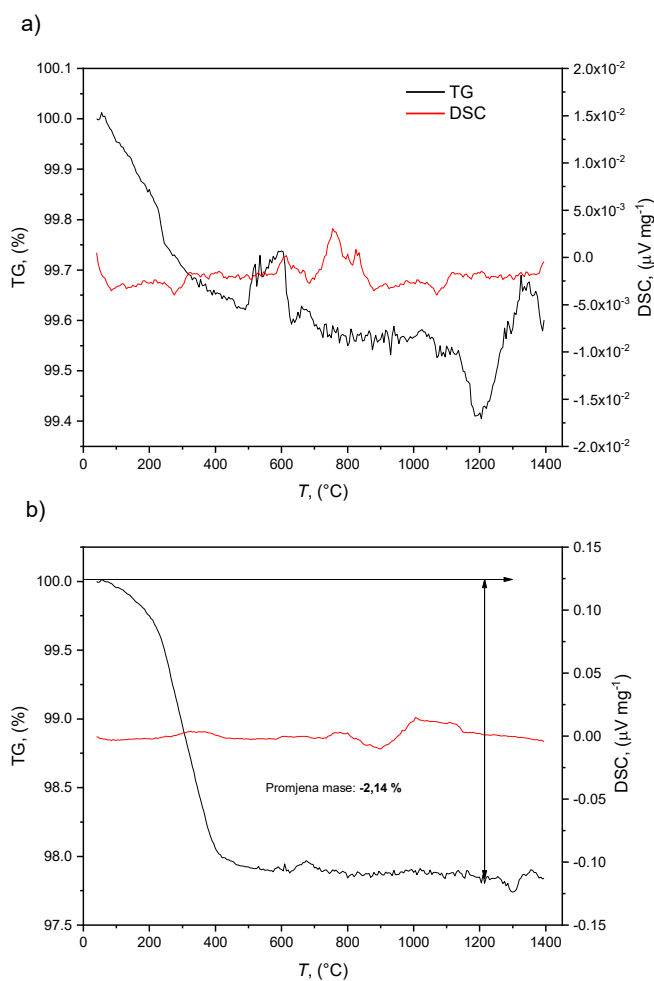 a)
100.1
100.0
99.9
99.8
99.7
99.6
99.5
99.4
TG, (%)
TG
DSC
2.0x10⁻²
1.5x10⁻²
1.0x10⁻²
5.0x10⁻³
0.0
-5.0x10⁻³
-1.0x10⁻²
-1.5x10⁻²
-2.0x10⁻²
DSC, (μV mg⁻¹)
0 200 400 600 800 1000 1200 1400
T, (°C)
b)
100.0
99.5
99.0
98.5
98.0
97.5
TG, (%)
Promjena mase: -2,14 %
0.15
0.10
0.05
0.00
-0.05
-0.10
-0.15
DSC, (μV mg⁻¹)
0 200 400 600 800 1000 1200 1400
T, (°C)